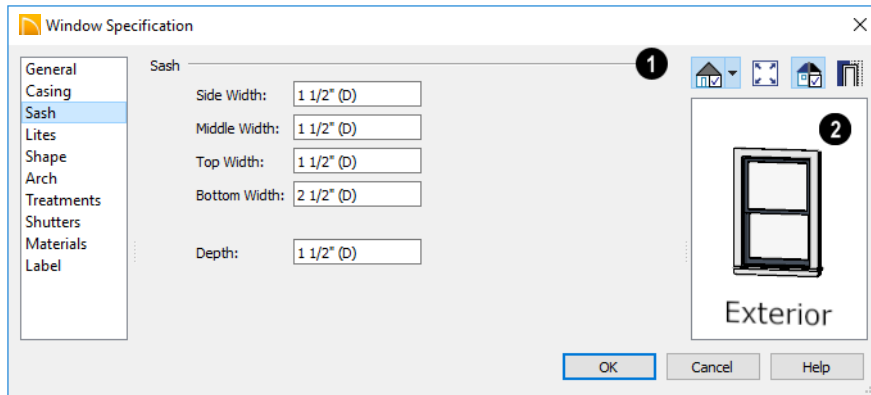 Window Specification
General
Casing
Sash
Lites
Shape
Arch
Treatments
Shutters
Materials
Label
Sash
Side Width: 1 1/2" (D)
Middle Width: 1 1/2" (D)
Top Width: 1 1/2" (D)
Bottom Width: 2 1/2" (D)
Depth: 1 1/2" (D)
1
2
Exterior
OK Cancel Help